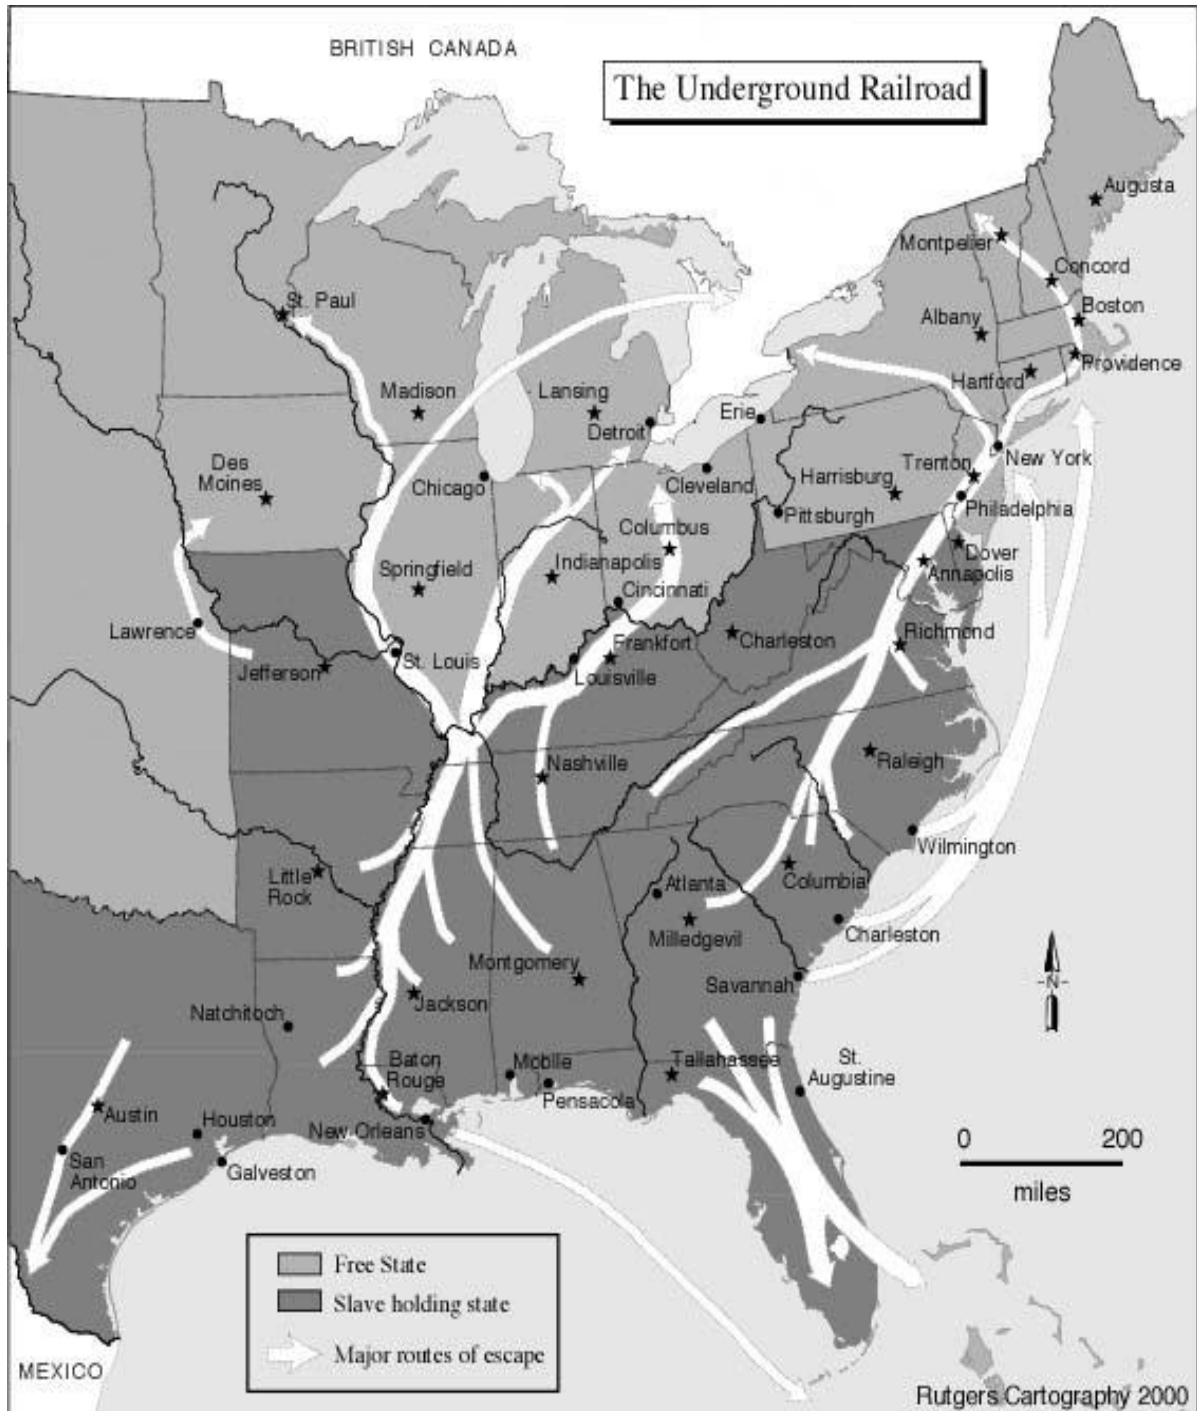 BRITISH CANADA
The Underground Railroad
Augusta
Montpelier
Concord
St. Paul
Boston
Albany
Providence
Hartford
Madison
Lansing
Erie
Detroit
New York
Des
Moines
Trenton
Chicago
Cleveland
Harrisburg
Philadelphia
Pittsburgh
Columbus
Dover
Springfield
Indianapolis
Annapolis
Cincinnati
Lawrence
Richmond
Frankfort
Charleston
St. Louis
Jefferson
Louisville
Nashville
Raleigh
Wilmington
Little
Rock
Columbia
Atlanta
Charleston
Milledgevil
Montgomery
Savannah
N
Jackson
Natchitoch
Baton
Rouge
Mobile
Tallahassee
St.
Augustine
Pensacola
Austin
Houston
New Orleans
San
Antonio
Galveston
0 200
miles
Free State
Slave holding state
Major routes of escape
MEXICO
Rutgers Cartography 2000